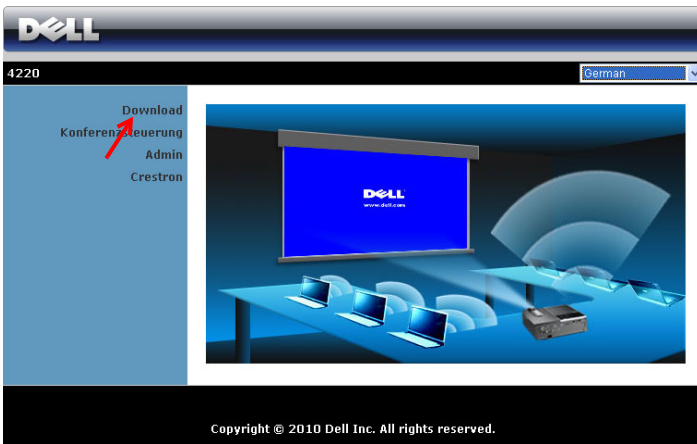 DELL
4220
German
Download
Konferenzsteuerung
Admin
Crestron
DELL
www.dell.com
Copyright © 2010 Dell Inc. All rights reserved.